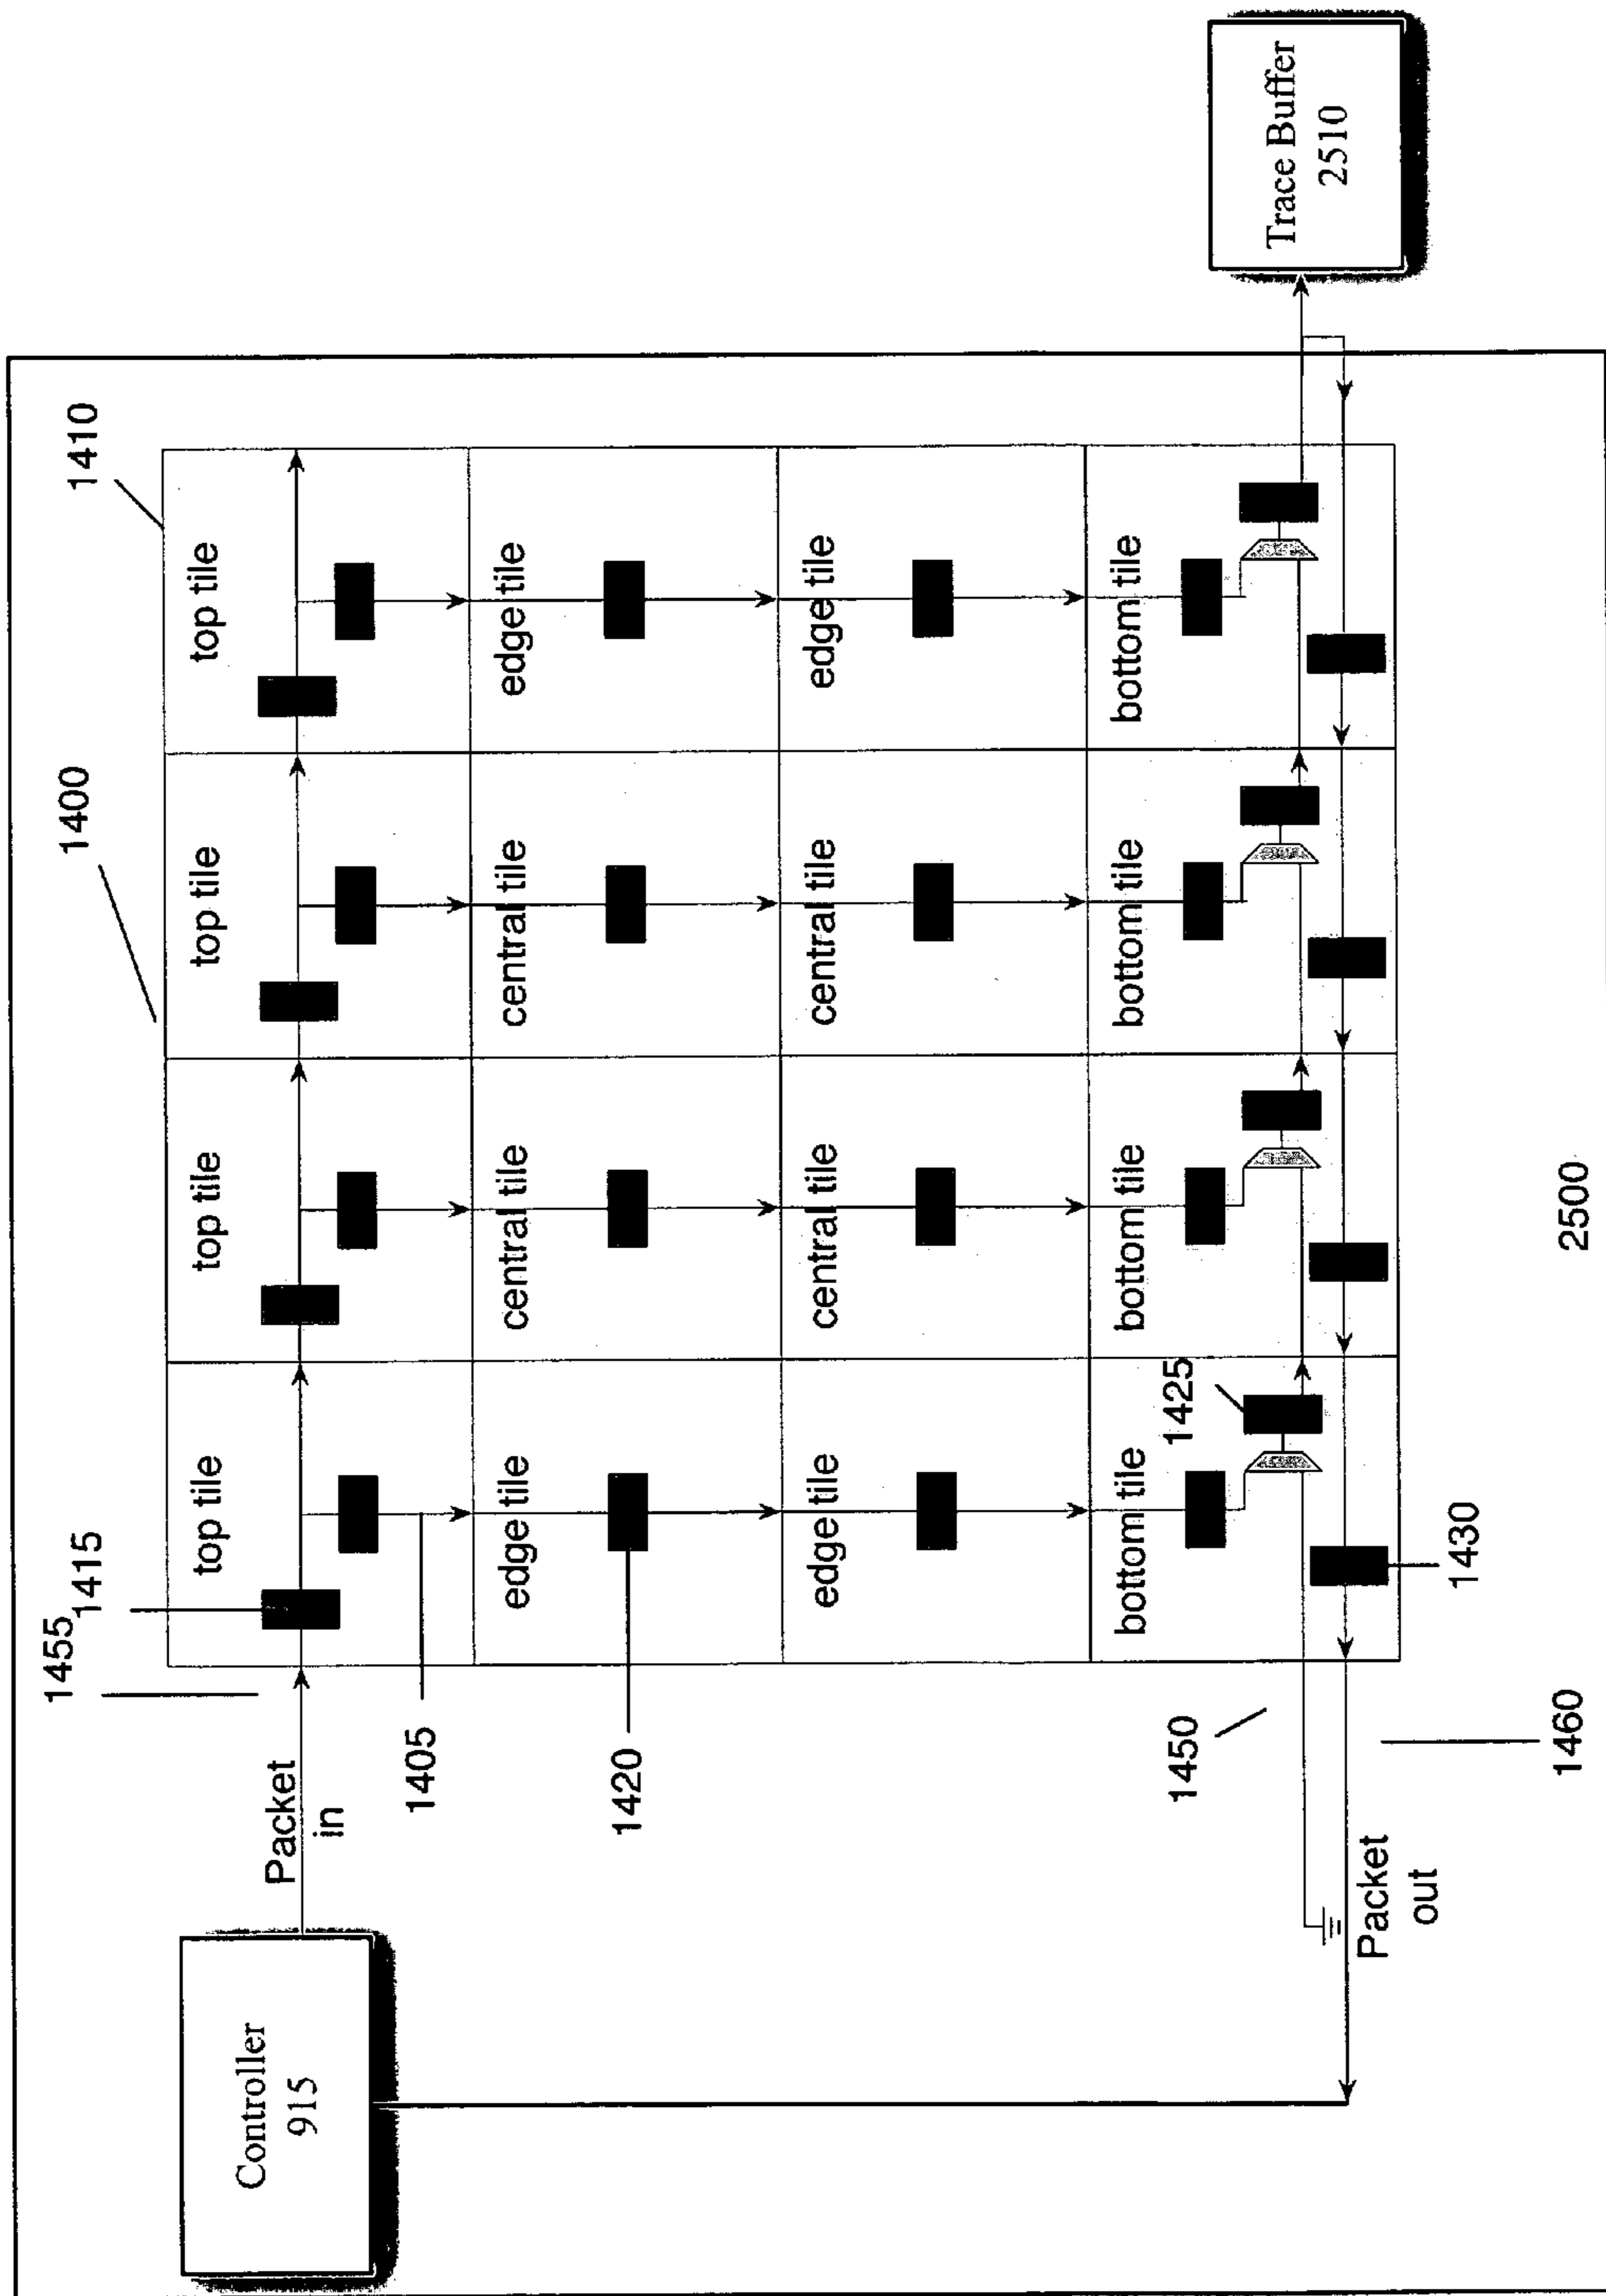 1410
1400
1455
1415
top tile
top tile
top tile
top tile
Controller
915
Packet
in
1405
edge tile
central tile
central tile
edge tile
1420
edge tile
central tile
central tile
edge tile
bottom tile
bottom tile
bottom tile
bottom tile
1425
1450
Trace Buffer
2510
Packet
out
1430
1460
2500